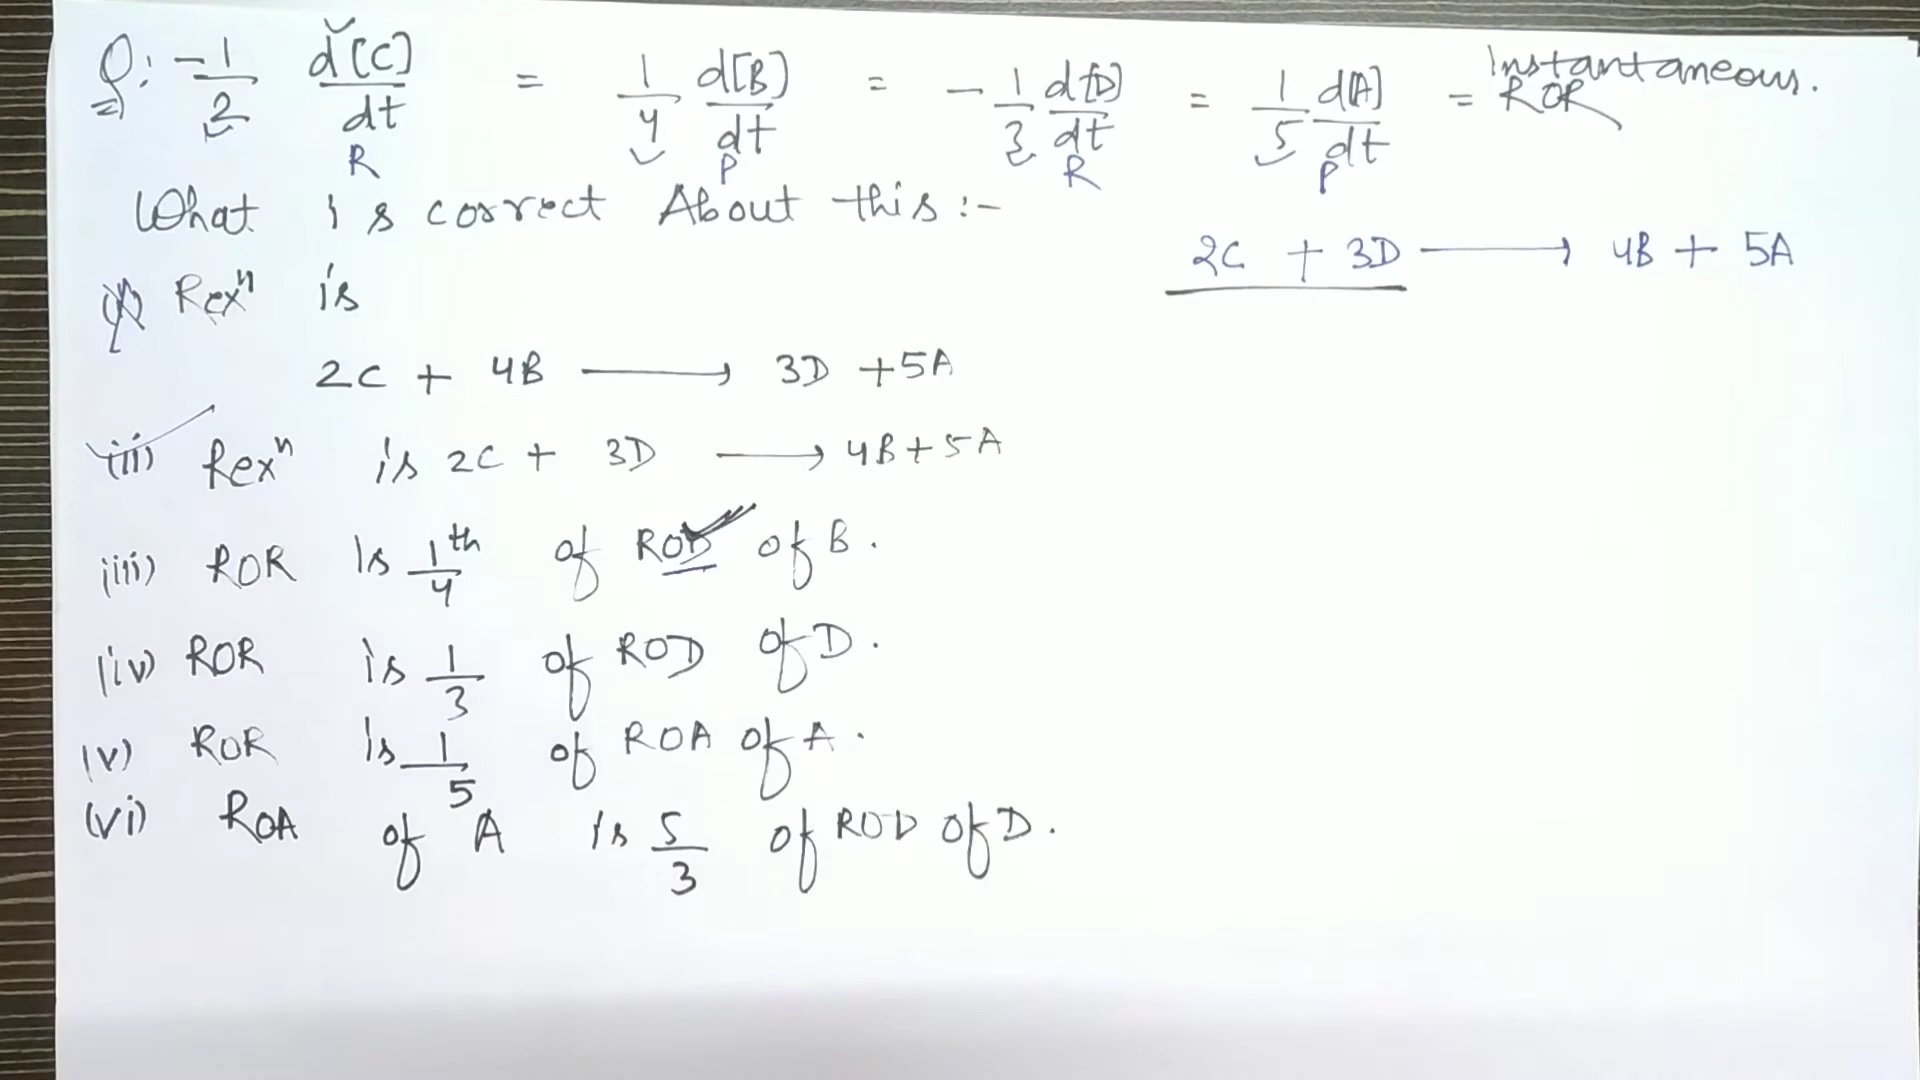 Q: -1/2 d[C]/dt = 1/4 d[B]/dt = -1/3 d[D]/dt = 1/5 d[A]/dt = Instantaneous. ROR
R P R P
What is correct About this :-
2C + 3D ⟶ 4B + 5A
(i) Rexⁿ is
2C + 4B ⟶ 3D + 5A
(ii) Rexⁿ is 2C + 3D ⟶ 4B + 5A
(iii) ROR is 1/4 th of ROD of B.
(iv) ROR is 1/3 of ROD of D.
(v) ROR is 1/5 of ROA of A.
(vi) ROA of A is 5/3 of ROD of D.